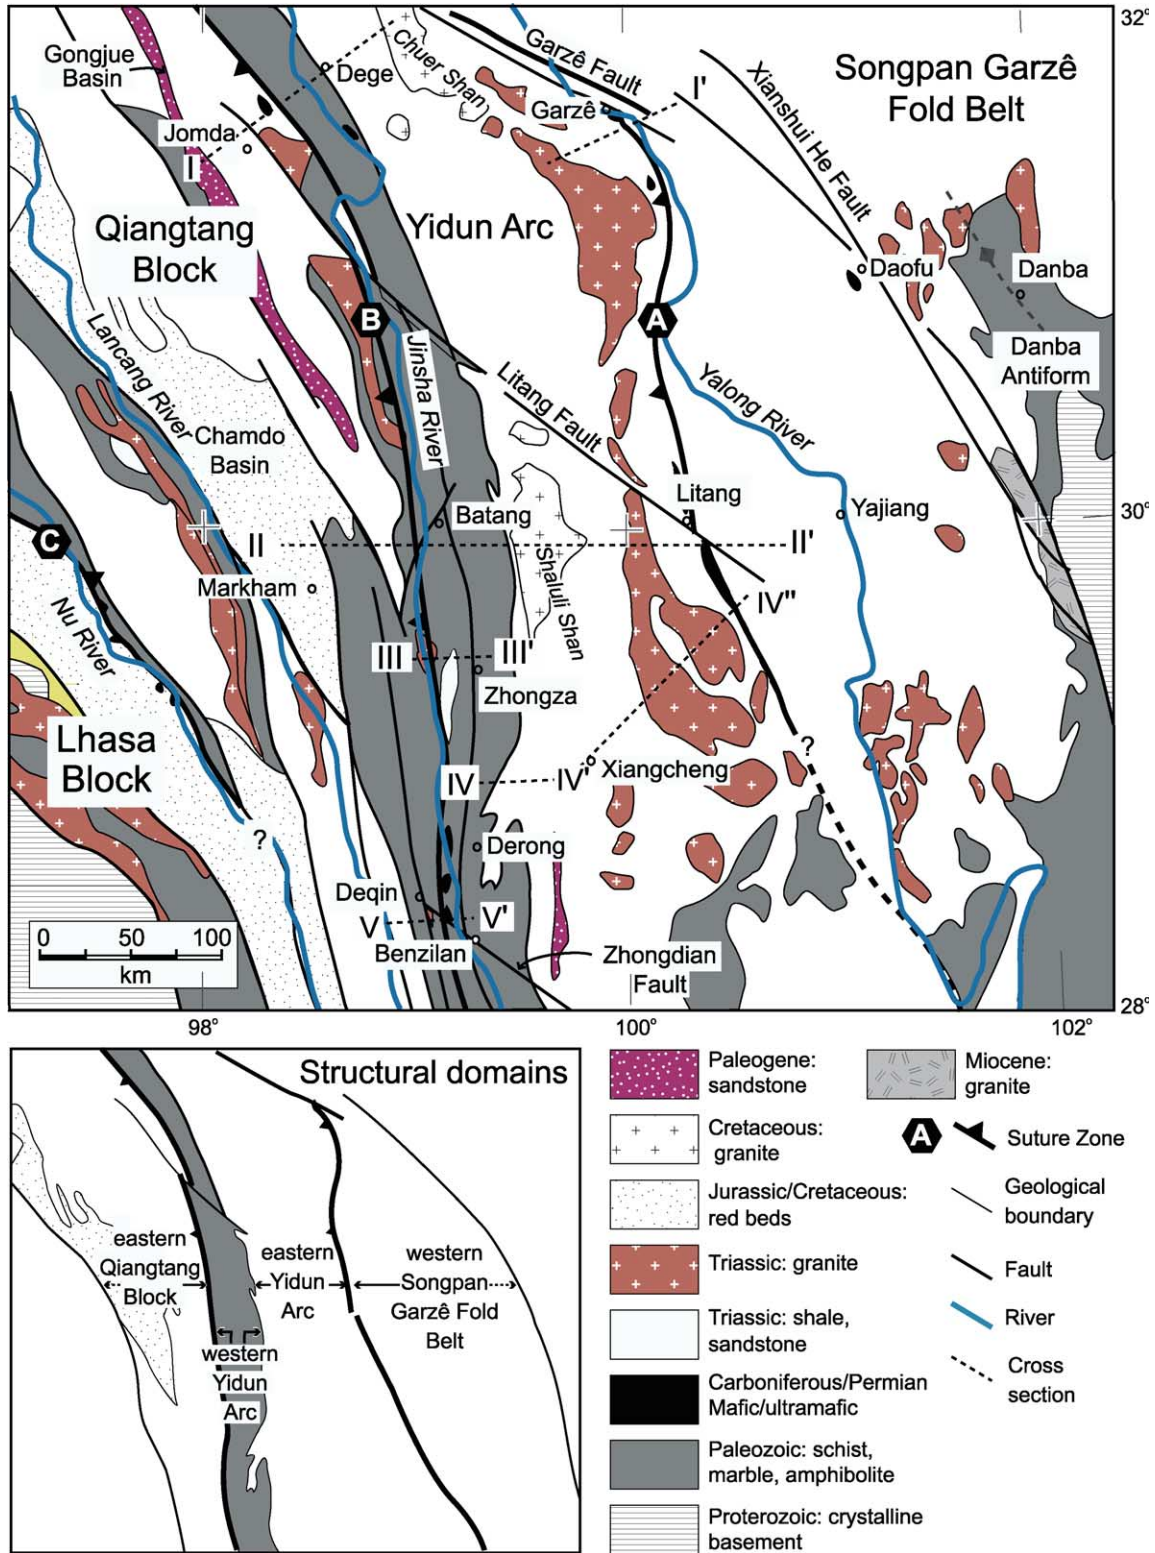 32°
Gongjue
Basin
Dege
Chuer Shan
Garzê Fault
Garzê
I'
Xianshui He Fault
Songpan Garzê
Fold Belt
Jomda
I
Qiangtang
Block
Yidun Arc
Daofu
Danba
Danba
Antiform
B
A
Lancang River
Jinsha River
Litang Fault
Yalong River
Chamdo
Basin
Batang
Litang
Yajiang
30°
C
II
II'
Markham
Shaluli Shan
IV"
Nu River
III
III'
Zhongza
Lhasa
Block
?
IV
IV'
Xiangcheng
?
Derong
Deqin
V
V'
Benzilan
Zhongdian
Fault
0
50
100
km
28°
98°
100°
102°
Structural domains
eastern
Qiangtang
Block
eastern
Yidun
Arc
western
Songpan
Garzê Fold
Belt
western
Yidun
Arc
Paleogene:
sandstone
Cretaceous:
granite
Jurassic/Cretaceous:
red beds
Triassic: granite
Triassic: shale,
sandstone
Carboniferous/Permian
Mafic/ultramafic
Paleozoic: schist,
marble, amphibolite
Proterozoic: crystalline
basement
Miocene:
granite
A
Suture Zone
Geological
boundary
Fault
River
Cross
section